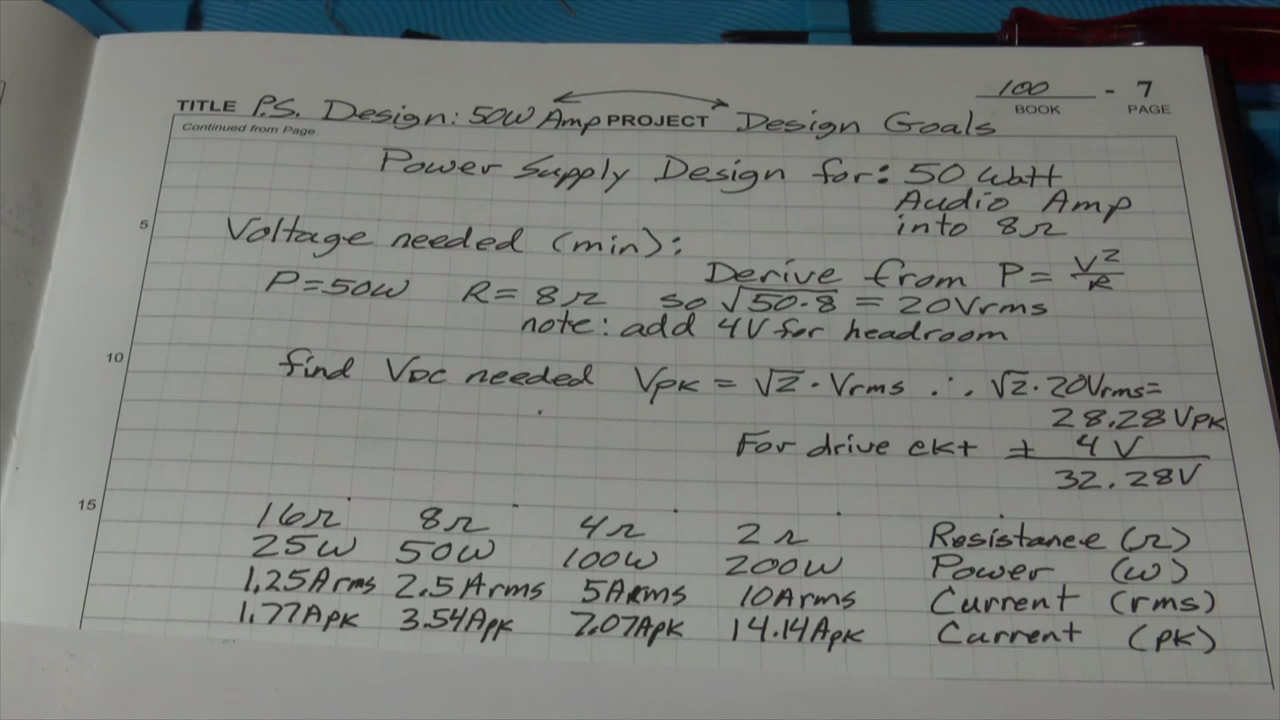 100 - 7
BOOK PAGE
TITLE P.S. Design: 50W Amp PROJECT Design Goals
Continued from Page
Power Supply Design for: 50 Watt
Audio Amp
into 8Ω
5
Voltage needed (min):
Derive from P = V²/R
P=50W R= 8Ω so √50·8 = 20Vrms
note: add 4V for headroom
10
find VDC needed VPK = √2 · Vrms ∴ √2 · 20Vrms=
28.28 VPK
For drive ckt + 4V
32.28V
15
16Ω 8Ω 4Ω 2Ω Resistance (Ω)
25W 50W 100W 200W Power (W)
1.25Arms 2.5Arms 5Arms 10Arms Current (rms)
1.77Apk 3.54Apk 7.07Apk 14.14Apk Current (pk)